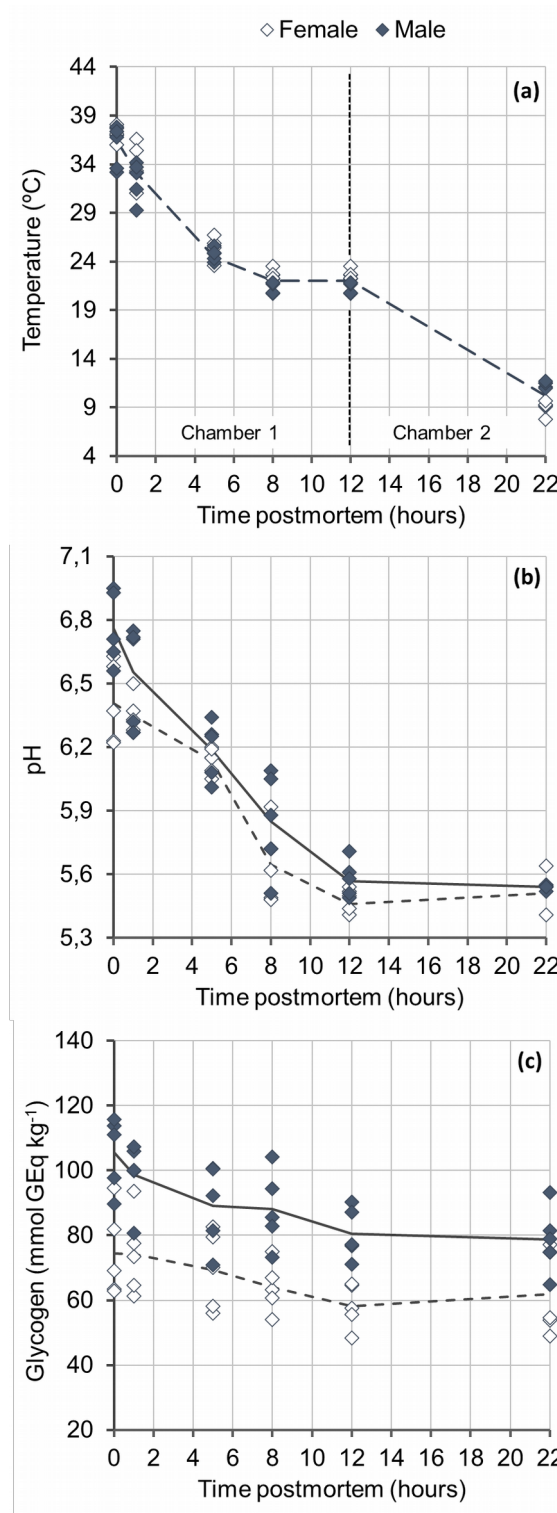 Female Male
(a)
44
39
34
29
24
19
14
9
4
Temperature (ºC)
Chamber 1 Chamber 2
0 2 4 6 8 10 12 14 16 18 20 22
Time postmortem (hours)
(b)
7,1
6,8
6,5
6,2
5,9
5,6
5,3
pH
0 2 4 6 8 10 12 14 16 18 20 22
Time postmortem (hours)
(c)
140
120
100
80
60
40
20
Glycogen (mmol GEq kg-1)
0 2 4 6 8 10 12 14 16 18 20 22
Time postmortem (hours)